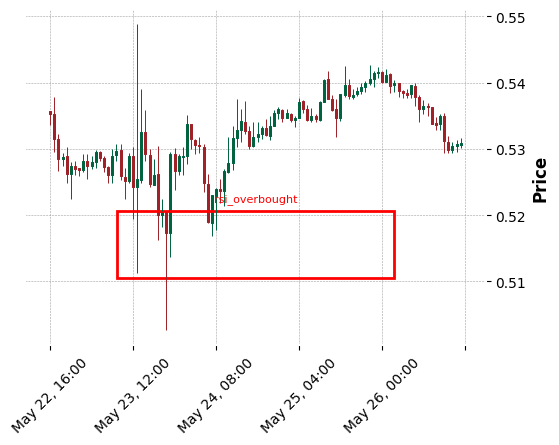 0.55
0.54
0.53
0.52
0.51
Price
si_overbought
May 22, 16:00
May 23, 12:00
May 24, 08:00
May 25, 04:00
May 26, 00:00